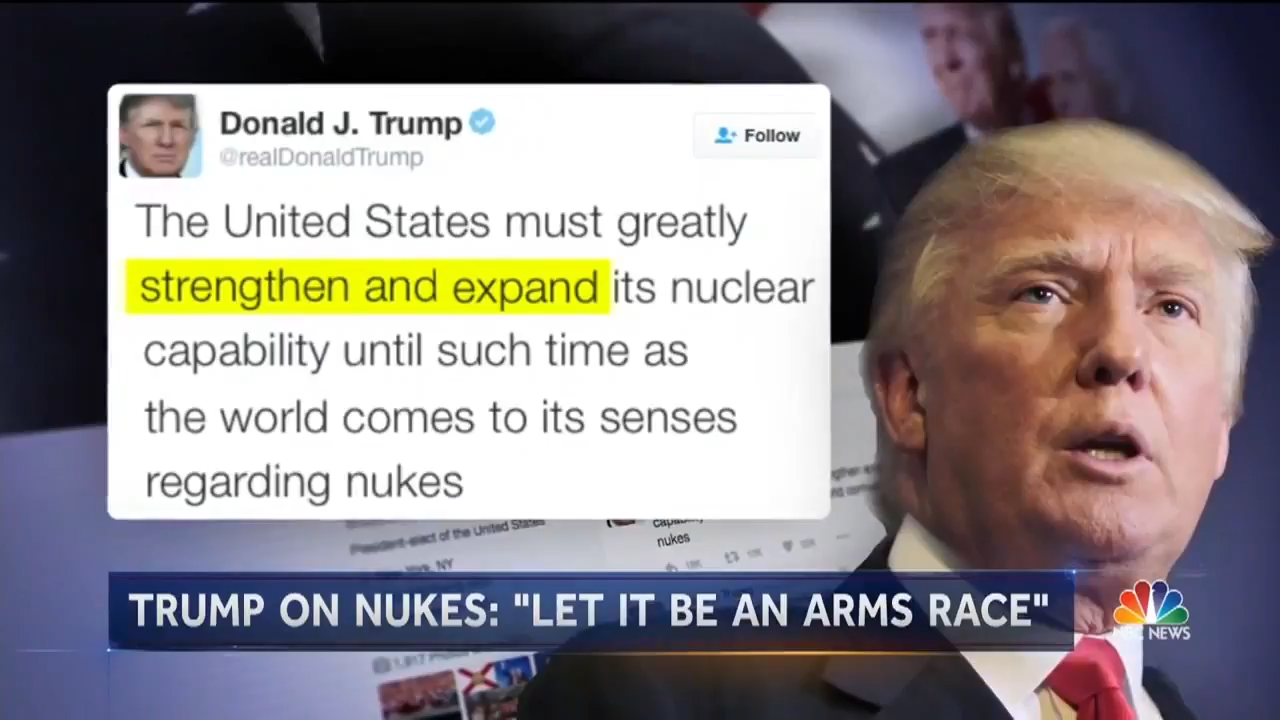 Donald J. Trump
@realDonaldTrump
Follow
The United States must greatly
strengthen and expand its nuclear
capability until such time as
the world comes to its senses
regarding nukes
President-elect of the United States
NY
nukes
TRUMP ON NUKES: "LET IT BE AN ARMS RACE"
NBC NEWS